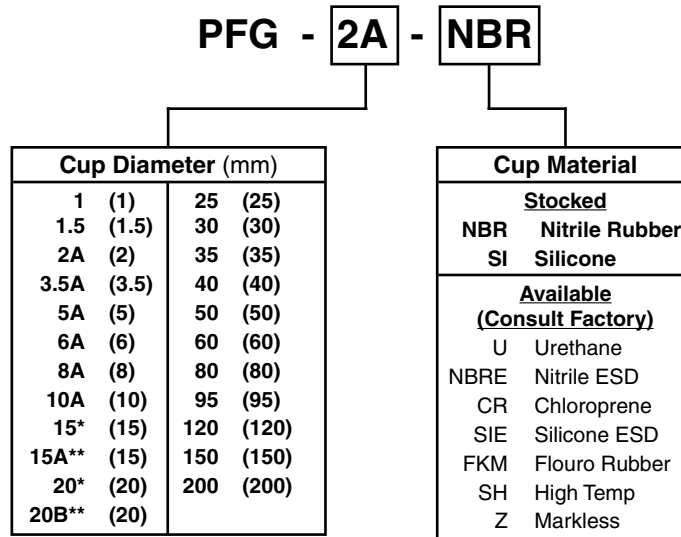 PFG - 2A - NBR
Cup Diameter (mm)
1 (1) 25 (25)
1.5 (1.5) 30 (30)
2A (2) 35 (35)
3.5A (3.5) 40 (40)
5A (5) 50 (50)
6A (6) 60 (60)
8A (8) 80 (80)
10A (10) 95 (95)
15* (15) 120 (120)
15A** (15) 150 (150)
20* (20) 200 (200)
20B** (20)
Cup Material
Stocked
NBR Nitrile Rubber
SI Silicone
Available
(Consult Factory)
U Urethane
NBRE Nitrile ESD
CR Chloroprene
SIE Silicone ESD
FKM Flouro Rubber
SH High Temp
Z Markless